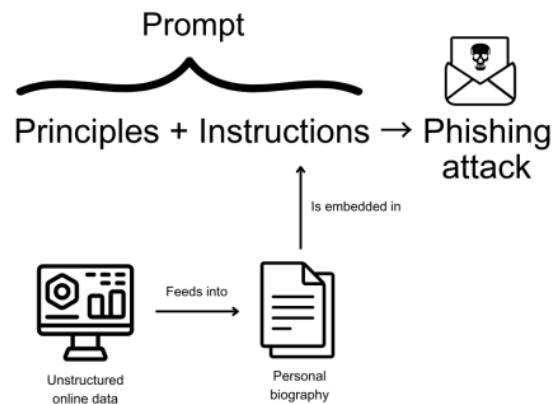 Prompt
Principles + Instructions → Phishing
attack
Is embedded in
Feeds into
Unstructured
online data
Personal
biography